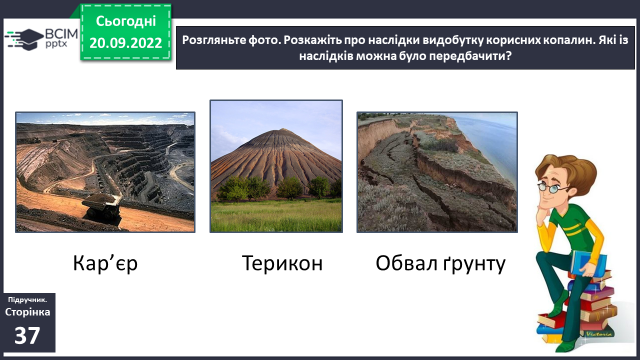 ВСІМ
pptx
Сьогодні
20.09.2022
Розгляньте фото. Розкажіть про наслідки видобутку корисних копалин. Які із
наслідків можна було передбачити?
Кар’єр
Терикон
Обвал ґрунту
Підручник.
Сторінка
37